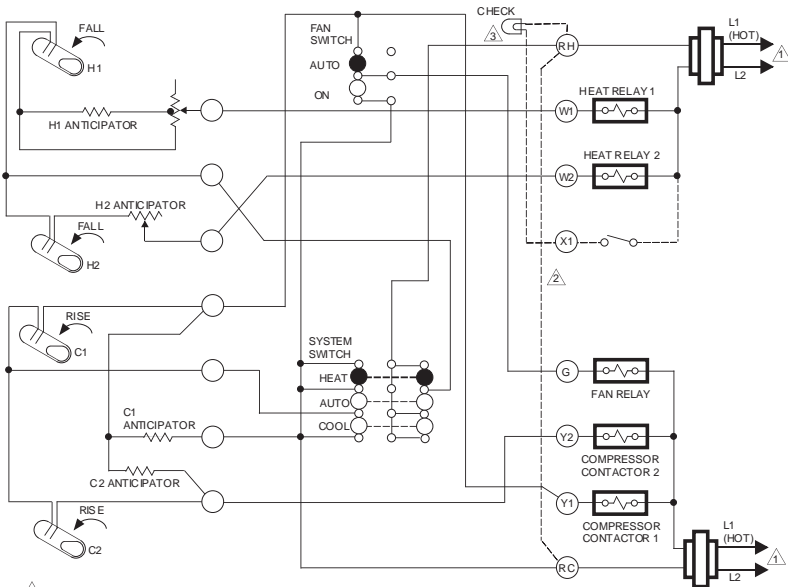 FALL
H1
H1 ANTICIPATOR
H2 ANTICIPATOR
FALL
H2
RISE
C1
C1
ANTICIPATOR
C2 ANTICIPATOR
RISE
C2
FAN
SWITCH
AUTO
ON
SYSTEM
SWITCH
HEAT
AUTO
COOL
CHECK
3
RH
W1
HEAT RELAY 1
W2
HEAT RELAY 2
X1
2
G
FAN RELAY
Y2
COMPRESSOR
CONTACTOR 2
Y1
COMPRESSOR
CONTACTOR 1
RC
L1
(HOT)
L2
1
L1
(HOT)
L2
1